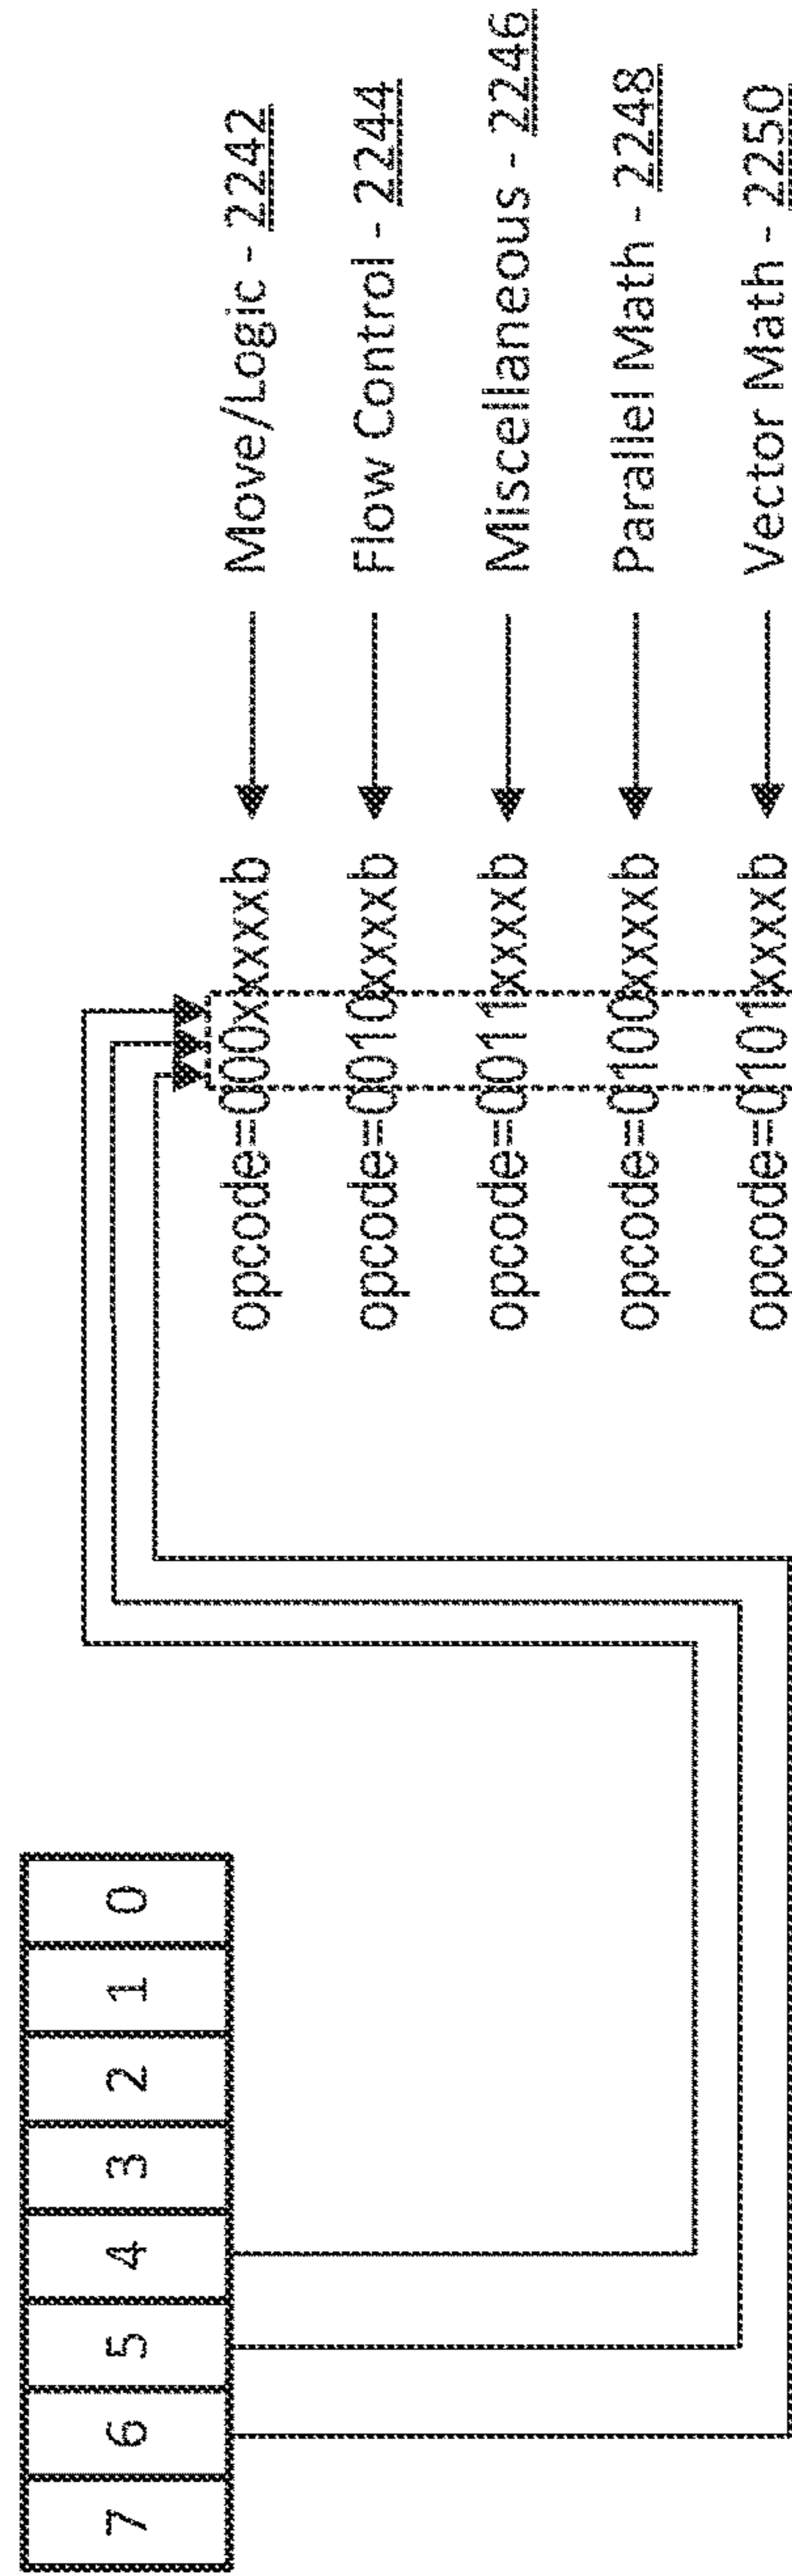 7 6 5 4 3 2 1 0
opcode=000xxxxxb Move/Logic - 2242
opcode=0010xxxxb Flow Control - 2244
opcode=0011xxxxb Miscellaneous - 2246
opcode=0100xxxxb Parallel Math - 2248
opcode=0101xxxxb Vector Math - 2250